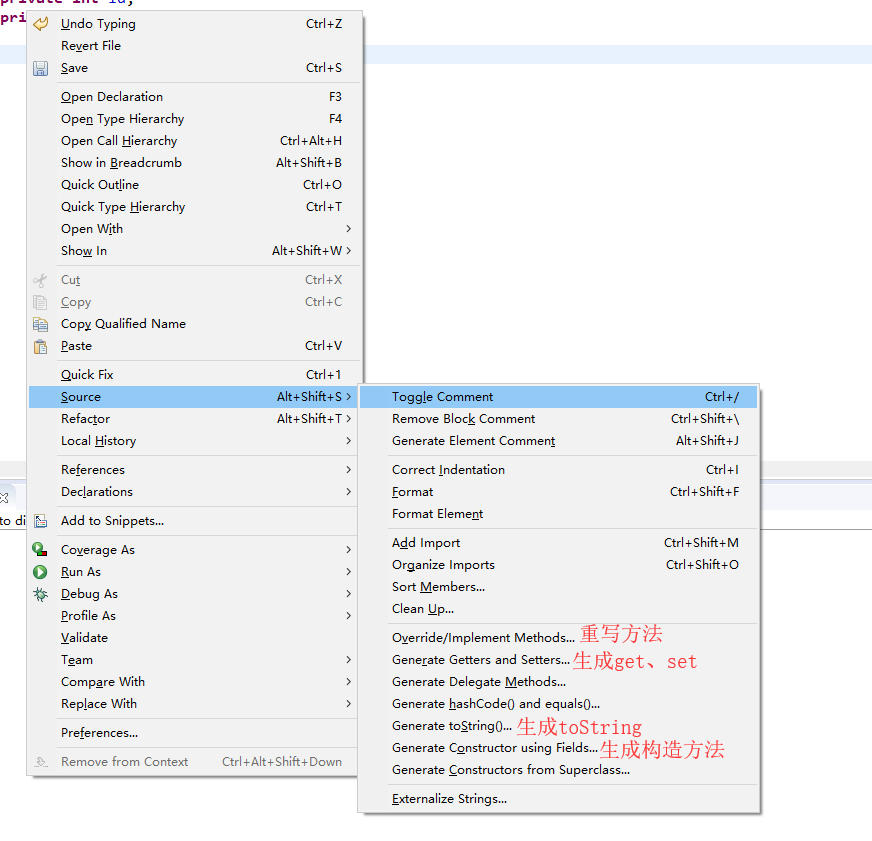 private int id;
pri
Undo Typing Ctrl+Z
Revert File
Save Ctrl+S
Open Declaration F3
Open Type Hierarchy F4
Open Call Hierarchy Ctrl+Alt+H
Show in Breadcrumb Alt+Shift+B
Quick Outline Ctrl+O
Quick Type Hierarchy Ctrl+T
Open With >
Show In Alt+Shift+W >
Cut Ctrl+X
Copy Ctrl+C
Copy Qualified Name
Paste Ctrl+V
Quick Fix Ctrl+1
Source Alt+Shift+S >
Refactor Alt+Shift+T >
Local History >
References >
Declarations >
to di
Add to Snippets...
Coverage As >
Run As >
Debug As >
Profile As >
Validate
Team >
Compare With >
Replace With >
Preferences...
Remove from Context Ctrl+Alt+Shift+Down
Toggle Comment Ctrl+/
Remove Block Comment Ctrl+Shift+\
Generate Element Comment Alt+Shift+J
Correct Indentation Ctrl+I
Format Ctrl+Shift+F
Format Element
Add Import Ctrl+Shift+M
Organize Imports Ctrl+Shift+O
Sort Members...
Clean Up...
Override/Implement Methods... 重写方法
Generate Getters and Setters... 生成get、set
Generate Delegate Methods...
Generate hashCode() and equals()...
Generate toString()... 生成toString
Generate Constructor using Fields... 生成构造方法
Generate Constructors from Superclass...
Externalize Strings...